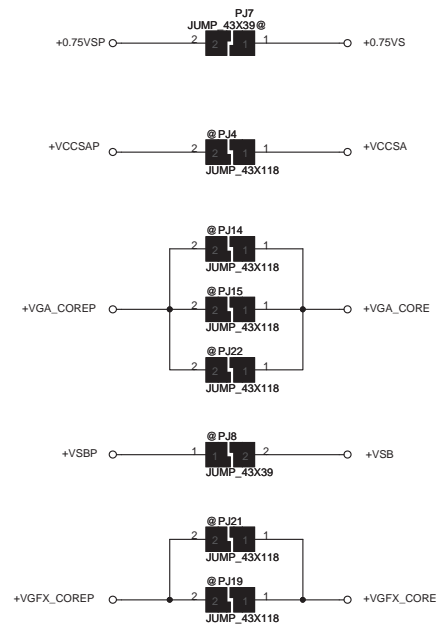 PJ7
JUMP_43X39@
+0.75VSP 2 2 1 1 +0.75VS
@PJ4
+VCCSAP 2 2 1 1 +VCCSA
JUMP_43X118
@PJ14
2 2 1 1
JUMP_43X118
@PJ15
+VGA_COREP 2 2 1 1 +VGA_CORE
JUMP_43X118
@PJ22
2 2 1 1
JUMP_43X118
@PJ8
+VSBP 1 1 2 2 +VSB
JUMP_43X39
@PJ21
2 2 1 1
JUMP_43X118
@PJ19
+VGFX_COREP 2 2 1 1 +VGFX_CORE
JUMP_43X118